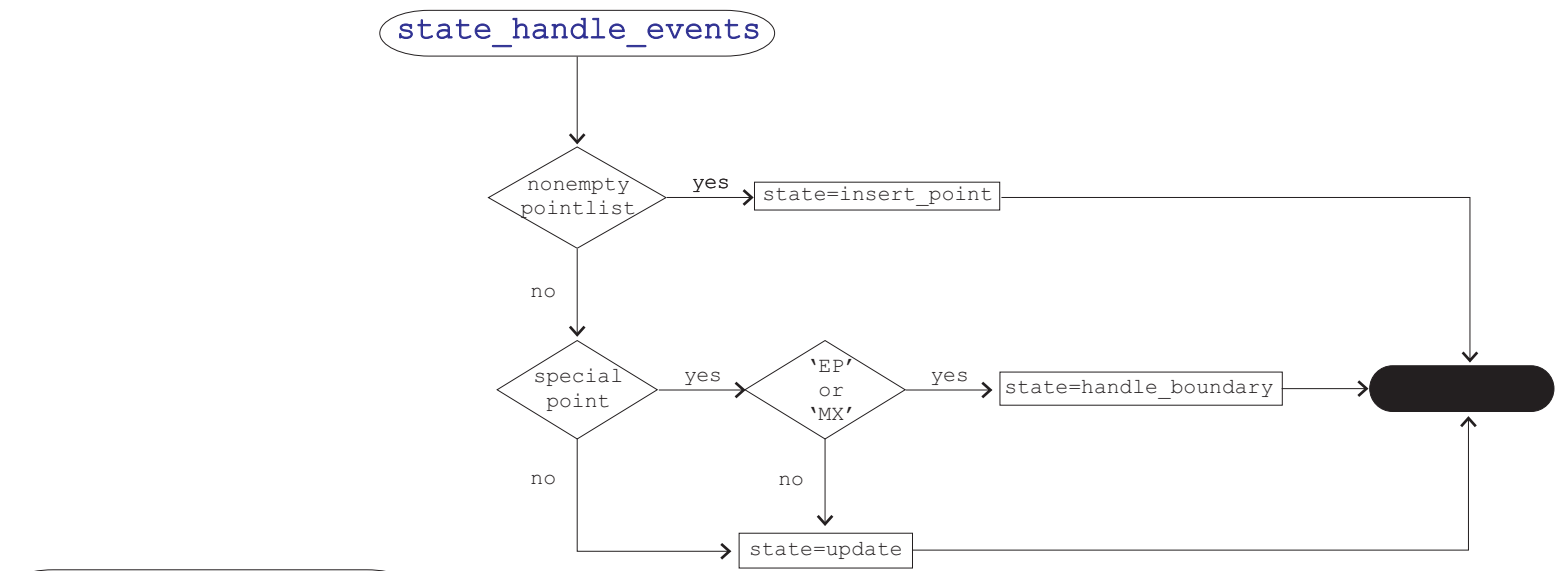 state_handle_events
nonempty
pointlist
yes
state=insert_point
no
special
point
yes
‘EP’
or
‘MX’
yes
state=handle_boundary
no
no
state=update